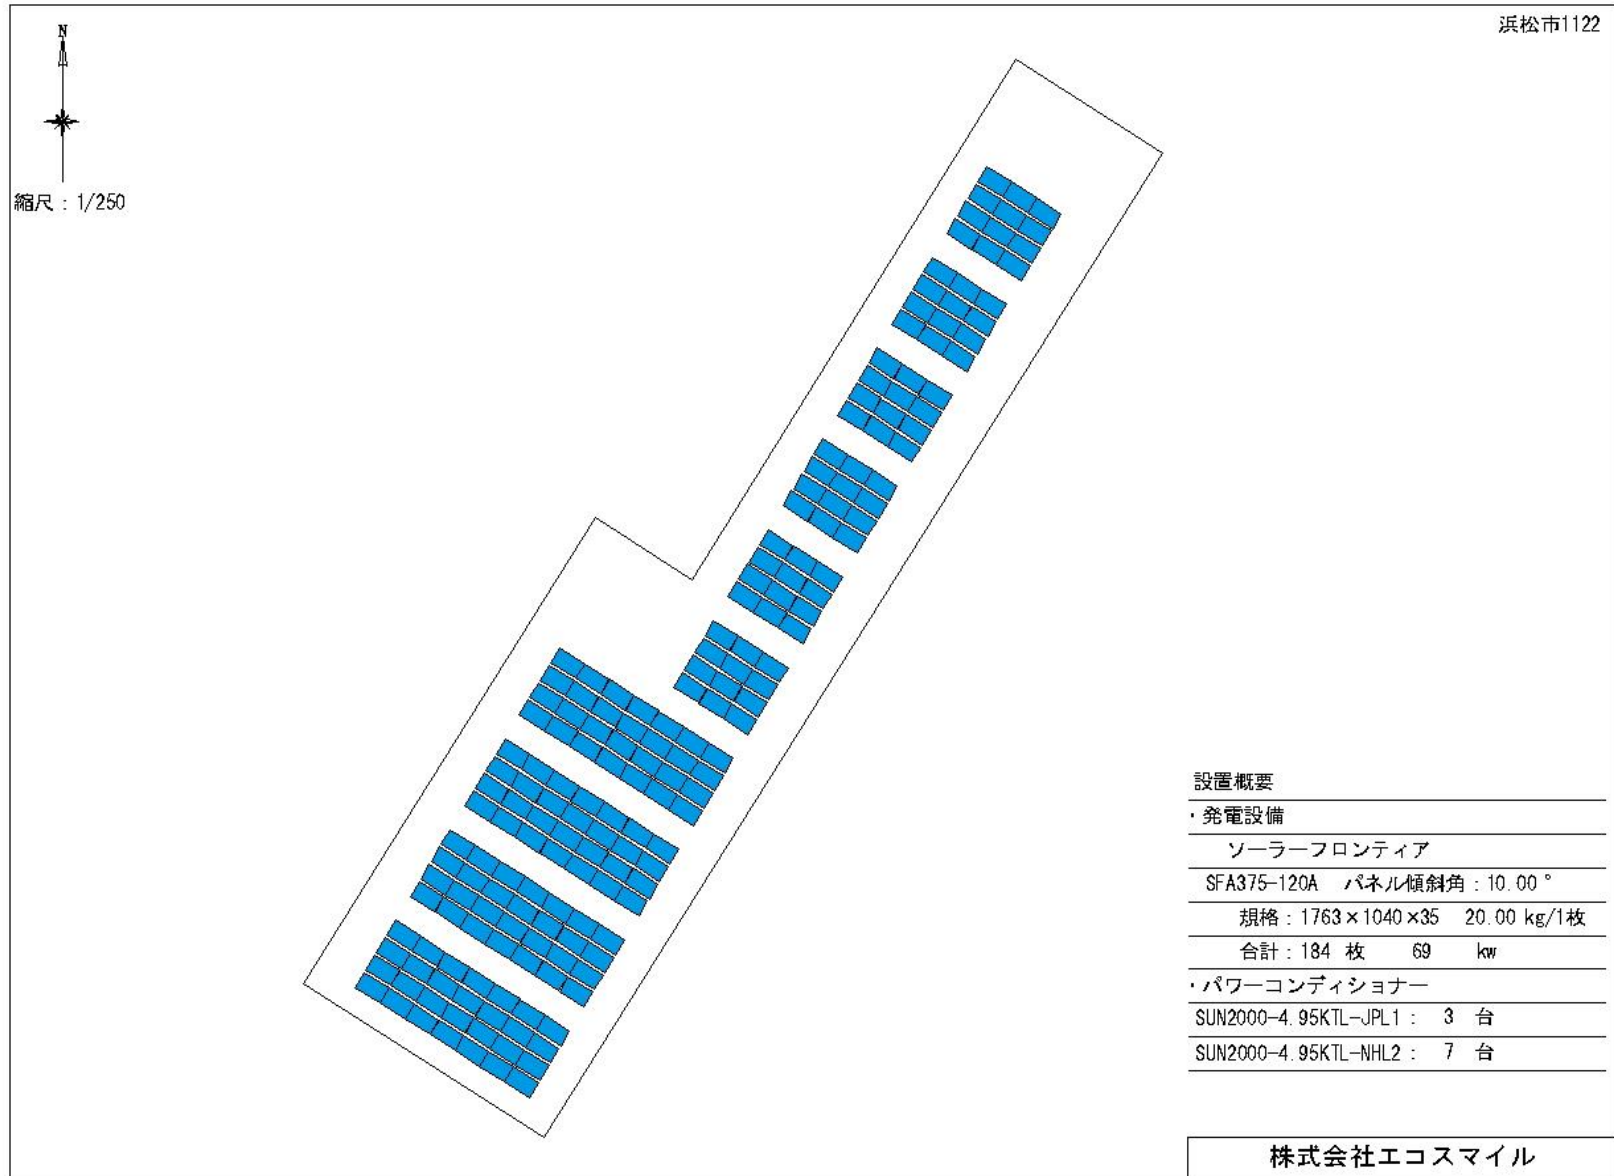 浜松市1122
N
縮尺：1/250
設置概要
・発電設備
ソーラーフロンティア
SFA375-120A パネル傾斜角：10.00°
規格：1763×1040×35 20.00 kg/1枚
合計：184 枚 69 kw
・パワーコンディショナー
SUN2000-4.95KTL-JPL1： 3 台
SUN2000-4.95KTL-NHL2： 7 台
株式会社エコスマイル